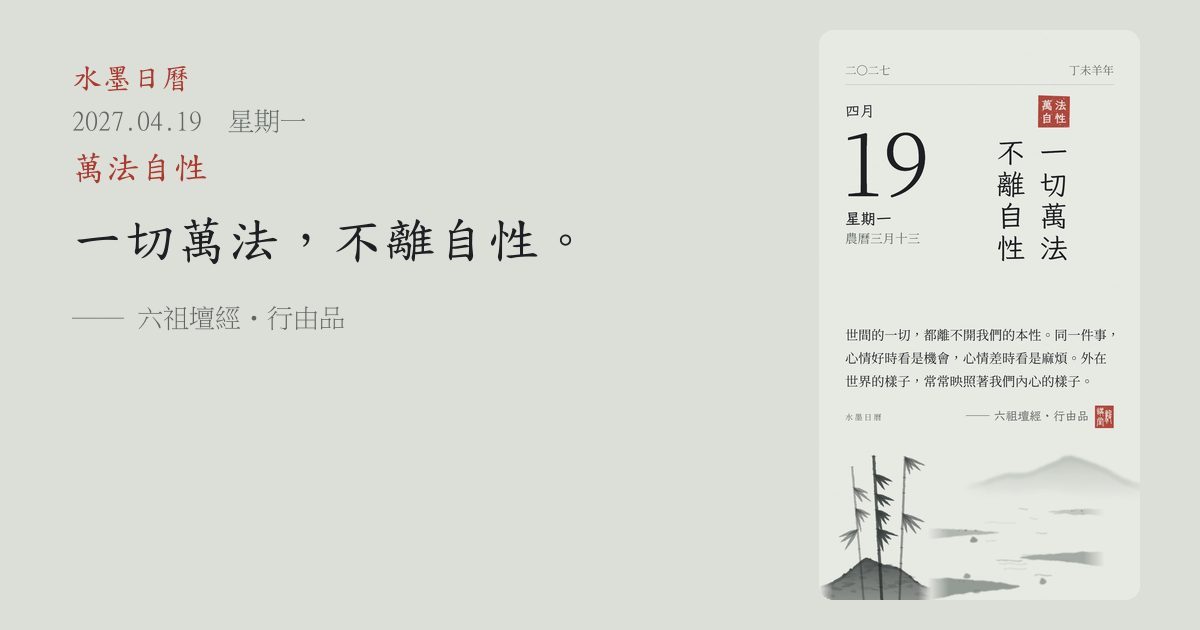 水墨日曆
2027.04.19 星期一
萬法自性
一切萬法，不離自性。
—— 六祖壇經・行由品
二〇二七
丁未羊年
四月
19
星期一
農曆三月十三
萬法
自性
一切萬法
不離自性
世間的一切，都離不開我們的本性。同一件事，
心情好時看是機會，心情差時看是麻煩。外在
世界的樣子，常常映照著我們內心的樣子。
水墨日曆
—— 六祖壇經・行由品